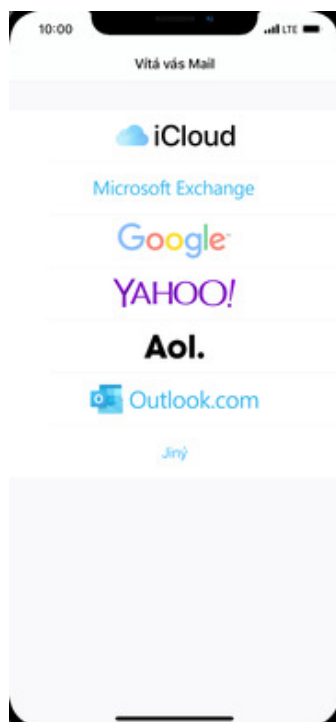 10:00 LTE
Vítá vás Mail
iCloud
Microsoft Exchange
Google
YAHOO!
Aol.
Outlook.com
Jiný